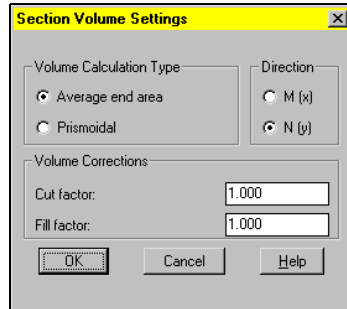 Section Volume Settings
Volume Calculation Type
Average end area
Prismoidal
Direction
M (x)
N (y)
Volume Corrections
Cut factor: 1.000
Fill factor: 1.000
OK Cancel Help